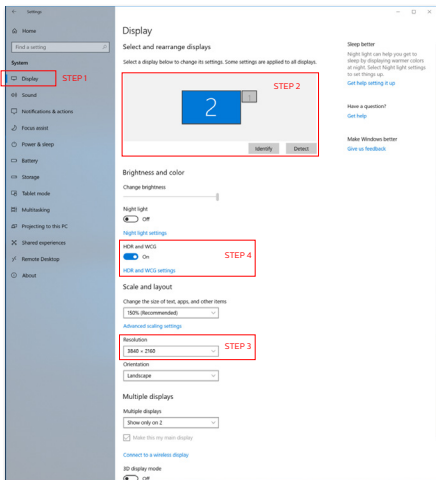 Settings
Home
Find a setting
System
Display
STEP 1
Sound
Notifications & actions
Focus assist
Power & sleep
Battery
Storage
Tablet mode
Multitasking
Projecting to this PC
Shared experiences
Remote Desktop
About
Display
Select and rearrange displays
Select a display below to change its settings. Some settings are applied to all displays.
STEP 2
2
1
Identify
Detect
Brightness and color
Change brightness
Night light
Off
Night light settings
HDR and WCG
On
STEP 4
HDR and WCG settings
Scale and layout
Change the size of text, apps, and other items
150% (Recommended)
Advanced scaling settings
Resolution
3840 × 2160
STEP 3
Orientation
Landscape
Multiple displays
Multiple displays
Show only on 2
Make this my main display
Connect to a wireless display
3D display mode
Off
Sleep better
Night light can help you get to
sleep by displaying warmer colors
at night. Select Night light settings
to set things up.
Get help setting it up
Have a question?
Get help
Make Windows better
Give us feedback